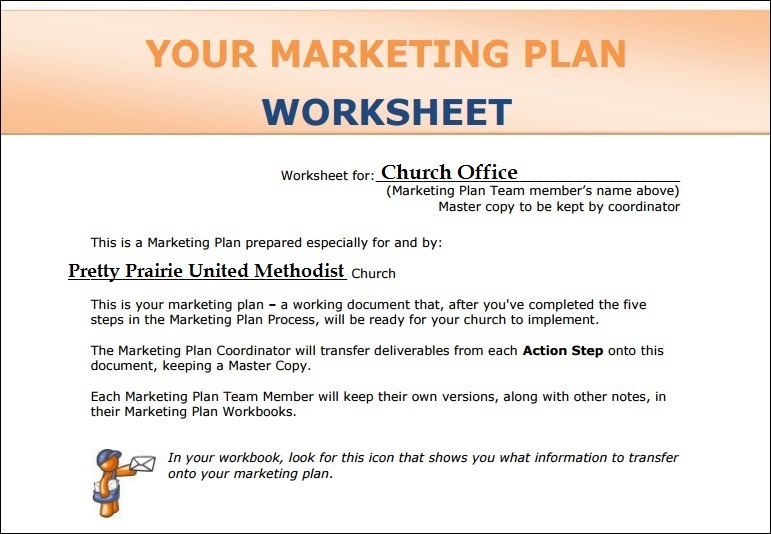 YOUR MARKETING PLAN
WORKSHEET
Worksheet for: Church Office
(Marketing Plan Team member’s name above)
Master copy to be kept by coordinator
This is a Marketing Plan prepared especially for and by:
Pretty Prairie United Methodist Church
This is your marketing plan – a working document that, after you've completed the five
steps in the Marketing Plan Process, will be ready for your church to implement.
The Marketing Plan Coordinator will transfer deliverables from each Action Step onto this
document, keeping a Master Copy.
Each Marketing Plan Team Member will keep their own versions, along with other notes, in
their Marketing Plan Workbooks.
In your workbook, look for this icon that shows you what information to transfer
onto your marketing plan.